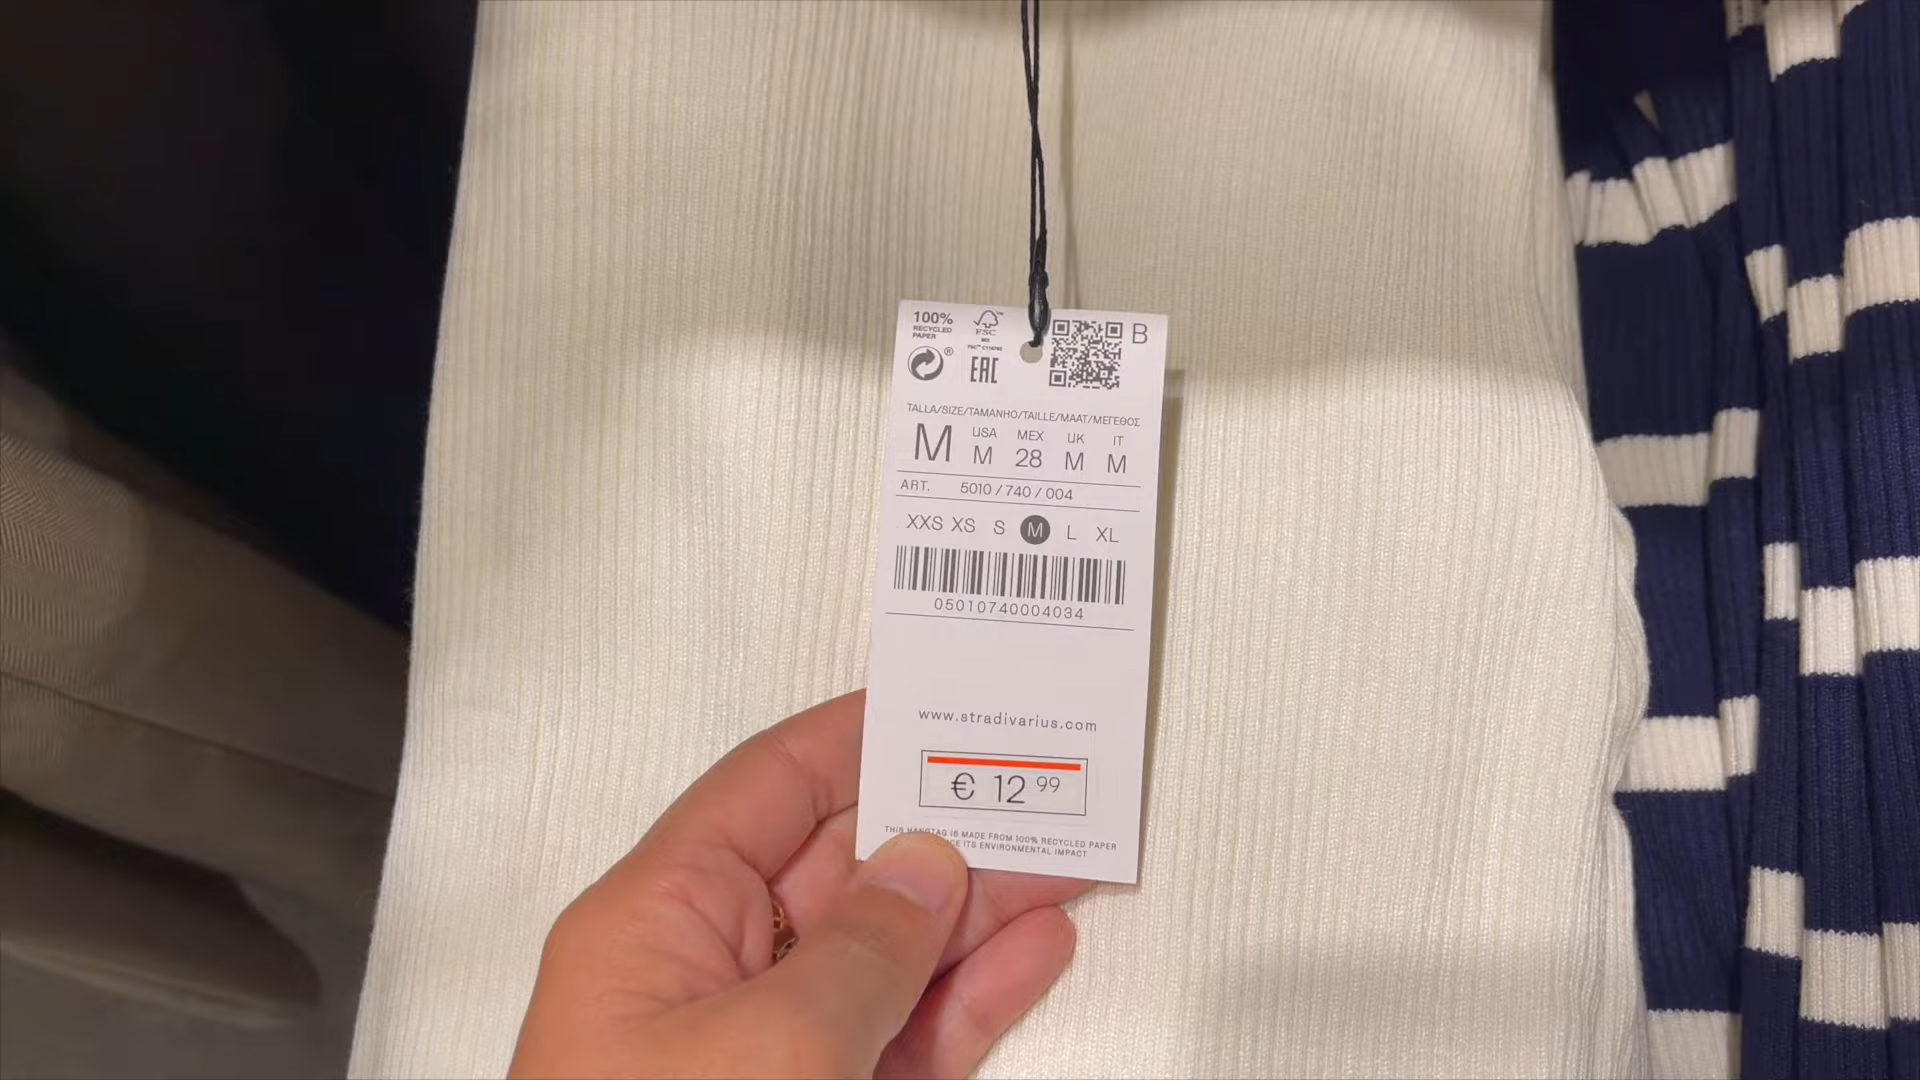 100%
RECYCLED
PAPER
FSC™
MIX
EAC
B
TALLA/SIZE/TAMANHO/TAILLE/MAAT/ΜΕΓΕΘΟΣ
M USA MEX UK IT
M 28 M M
ART. 5010 / 740 / 004
XXS XS S M L XL
05010740004034
www.stradivarius.com
€ 12 99
THIS HANGTAG IS MADE FROM 100% RECYCLED PAPER
ITS ENVIRONMENTAL IMPACT